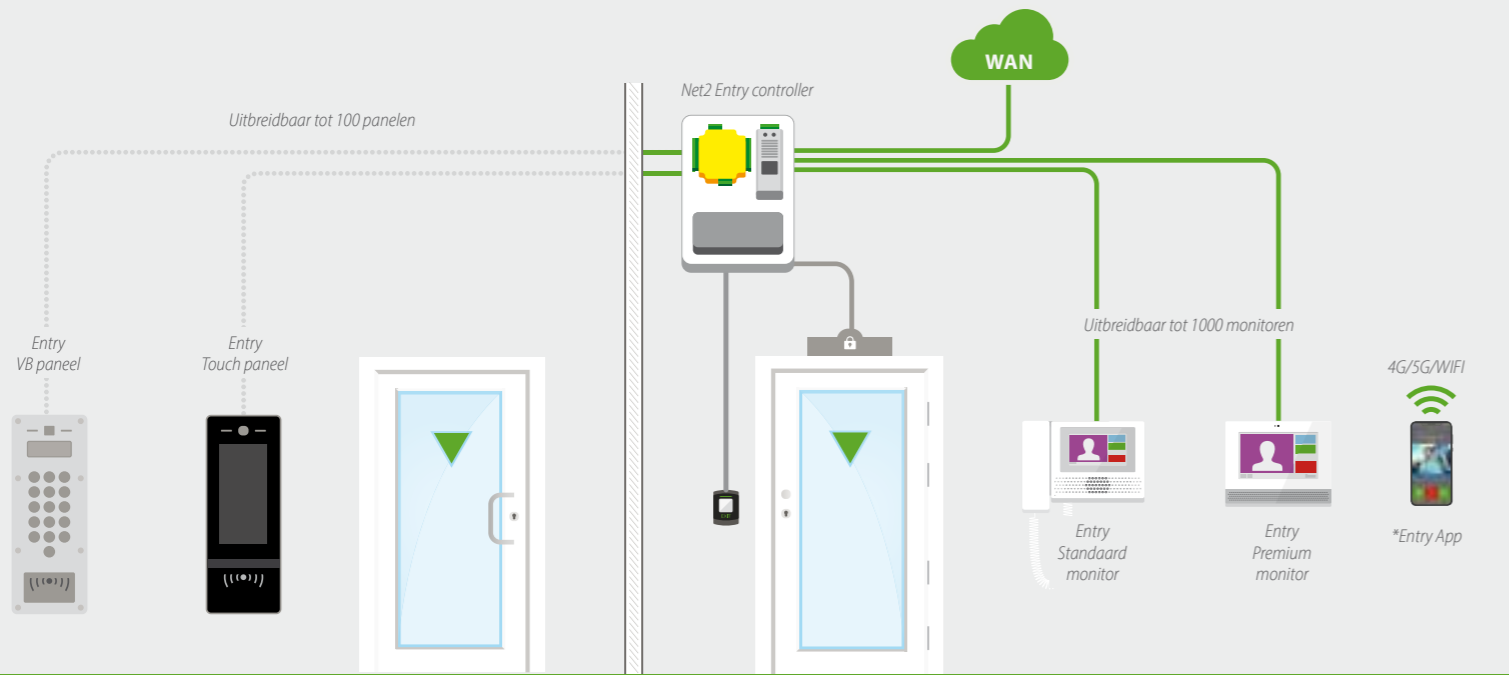 WAN
Net2 Entry controller
Uitbreidbaar tot 100 panelen
Uitbreidbaar tot 1000 monitoren
Entry
VB paneel
Entry
Touch paneel
4G/5G/WIFI
Entry
Standaard
monitor
Entry
Premium
monitor
*Entry App